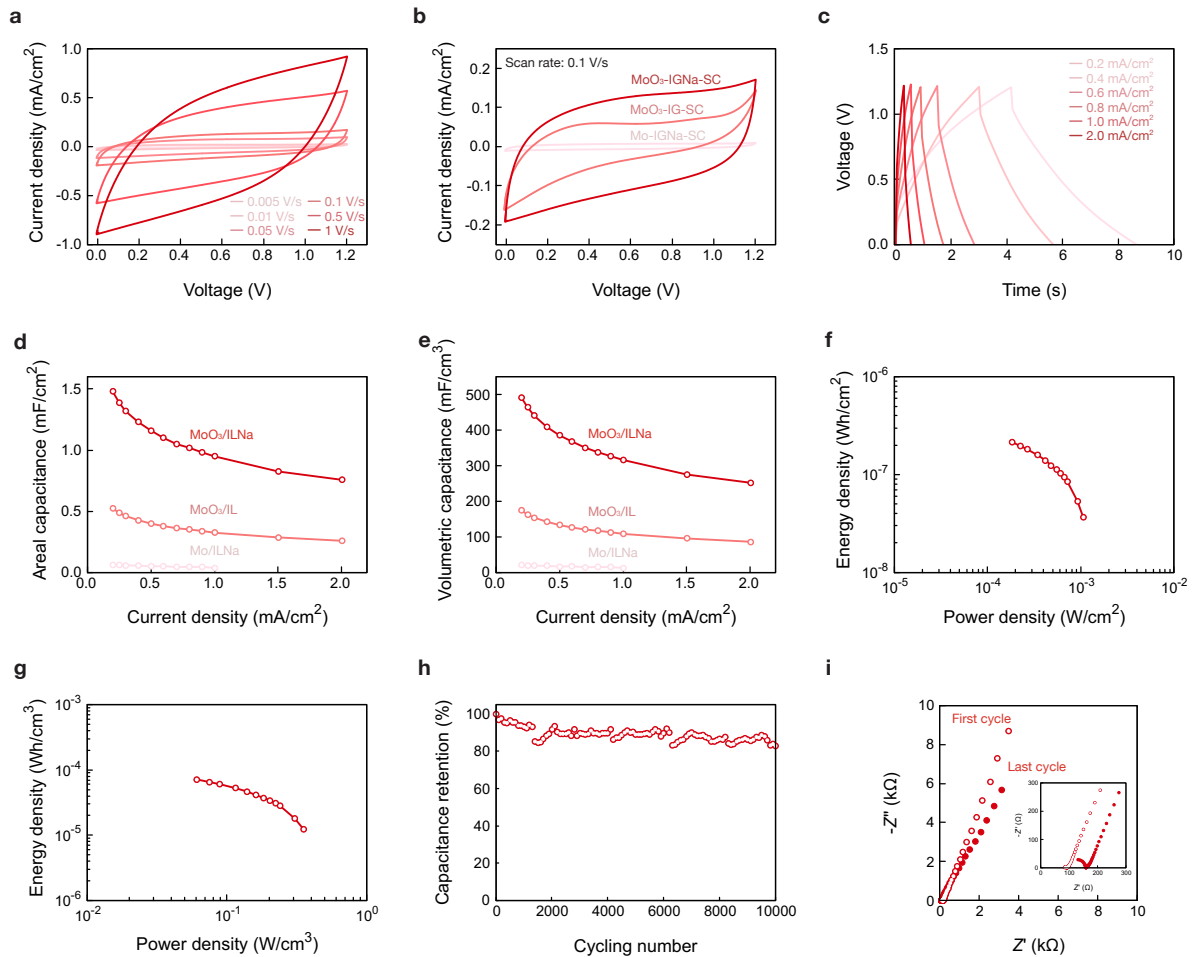 a
Current density (mA/cm²)
1.0
0.5
0.0
-0.5
-1.0
0.005 V/s
0.01 V/s
0.05 V/s
0.1 V/s
0.5 V/s
1 V/s
0.0 0.2 0.4 0.6 0.8 1.0 1.2
Voltage (V)
b
Current density (mA/cm²)
0.2
0.1
0.0
-0.1
-0.2
Scan rate: 0.1 V/s
MoO₃-IGNa-SC
MoO₃-IG-SC
Mo-IGNa-SC
0.0 0.2 0.4 0.6 0.8 1.0 1.2
Voltage (V)
c
Voltage (V)
1.5
1.2
0.9
0.6
0.3
0.0
0.2 mA/cm²
0.4 mA/cm²
0.6 mA/cm²
0.8 mA/cm²
1.0 mA/cm²
2.0 mA/cm²
0 2 4 6 8 10
Time (s)
d
Areal capacitance (mF/cm²)
1.5
1.0
0.5
0.0
MoO₃/ILNa
MoO₃/IL
Mo/ILNa
0.0 0.5 1.0 1.5 2.0
Current density (mA/cm²)
e
Volumetric capacitance (mF/cm³)
500
400
300
200
100
0
MoO₃/ILNa
MoO₃/IL
Mo/ILNa
0.0 0.5 1.0 1.5 2.0
Current density (mA/cm²)
f
Energy density (Wh/cm²)
10⁻⁶
10⁻⁷
10⁻⁸
10⁻⁵ 10⁻⁴ 10⁻³ 10⁻²
Power density (W/cm²)
g
Energy density (Wh/cm³)
10⁻³
10⁻⁴
10⁻⁵
10⁻⁶
10⁻² 10⁻¹ 10⁰
Power density (W/cm³)
h
Capacitance retention (%)
100
80
60
40
20
0
0 2000 4000 6000 8000 10000
Cycling number
i
-Z'' (kΩ)
10
8
6
4
2
0
First cycle
Last cycle
-Z' (Ω)
300
200
100
0
0 100 200 300
Z' (Ω)
0 2 4 6 8 10
Z' (kΩ)